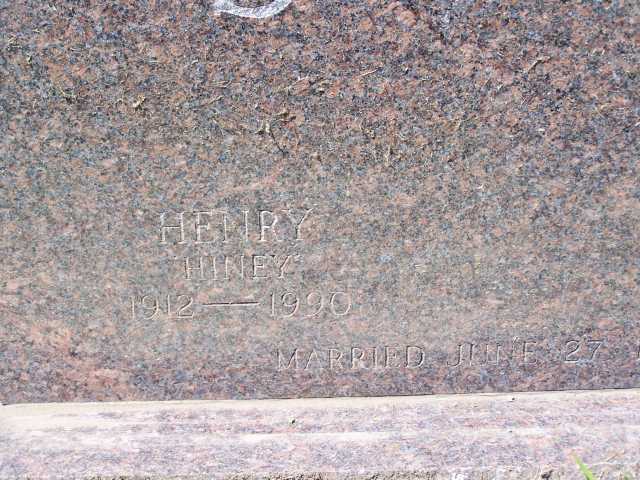 HENRY
"HINEY"
1912 — 1990
MARRIED JUNE 27